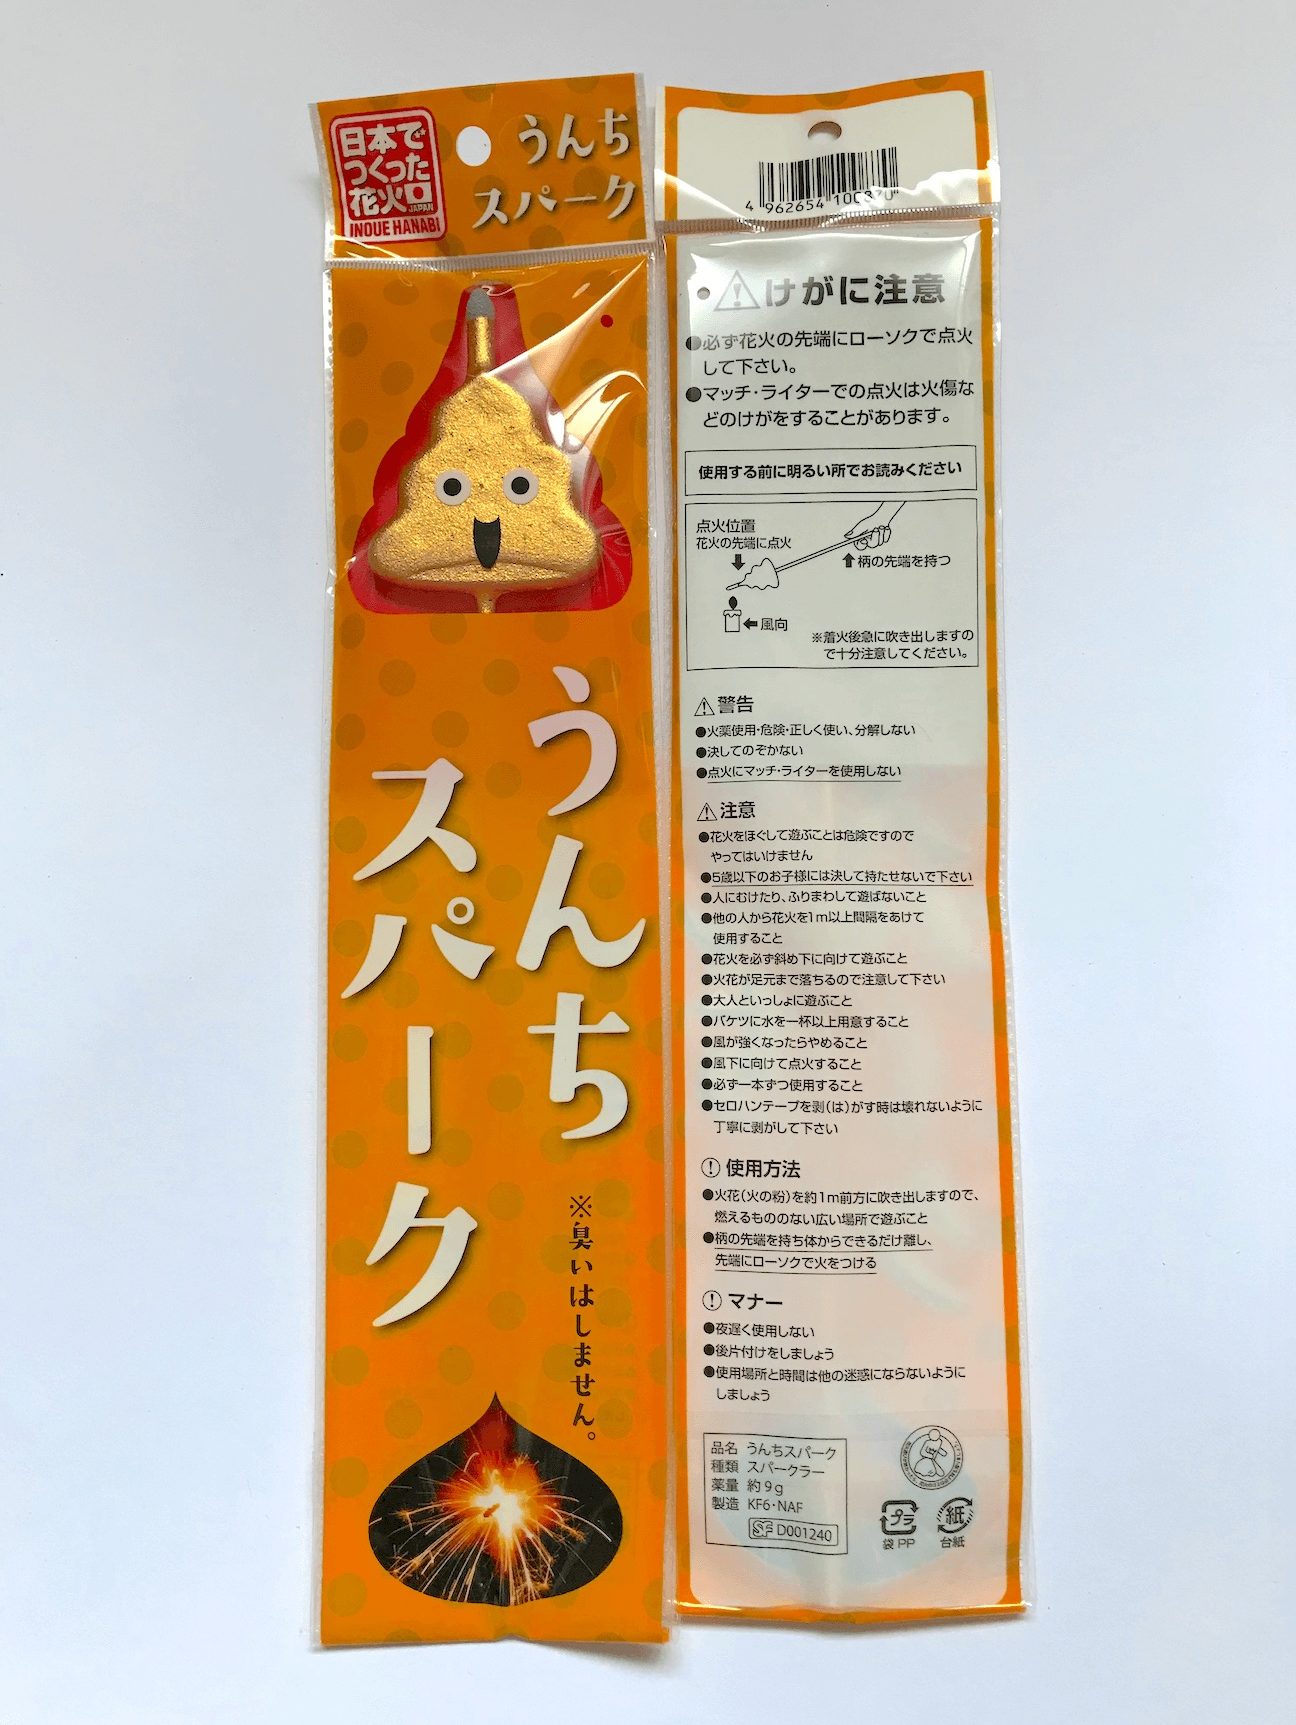 日本で
つくった
花火
JAPAN
INOUE HANABI
うんち
スパーク
うんち
スパーク
※臭いはしません。
4 962654
けがに注意
●必ず花火の先端にローソクで点火
して下さい。
●マッチ・ライターでの点火は火傷な
どのけがをすることがあります。
使用する前に明るい所でお読みください
点火位置
花火の先端に点火
柄の先端を持つ
風向
※着火後急に吹き出しますの
で十分注意してください。
警告
●火薬使用・危険・正しく使い、分解しない
●決してのぞかない
●点火にマッチ・ライターを使用しない
注意
●花火をほぐして遊ぶことは危険ですので
やってはいけません
●5歳以下のお子様には決して持たせないで下さい
●人にむけたり、ふりまわして遊ばないこと
●他の人から花火を1m以上間隔をあけて
使用すること
●花火を必ず斜め下に向けて遊ぶこと
●火花が足元まで落ちるので注意して下さい
●大人といっしょに遊ぶこと
●バケツに水を一杯以上用意すること
●風が強くなったらやめること
●風下に向けて点火すること
●必ず一本ずつ使用すること
●セロハンテープを剥(は)がす時は壊れないように
丁寧に剥がして下さい
使用方法
●火花(火の粉)を約1m前方に吹き出しますので、
燃えるもののない広い場所で遊ぶこと
●柄の先端を持ち体からできるだけ離し、
先端にローソクで火をつける
マナー
●夜遅く使用しない
●後片付けをしましょう
●使用場所と時間は他の迷惑にならないように
しましょう
品名 うんちスパーク
種類 スパークラー
薬量 約9g
製造 KF6・NAF
SF D001240
プラ
袋PP
紙
台紙